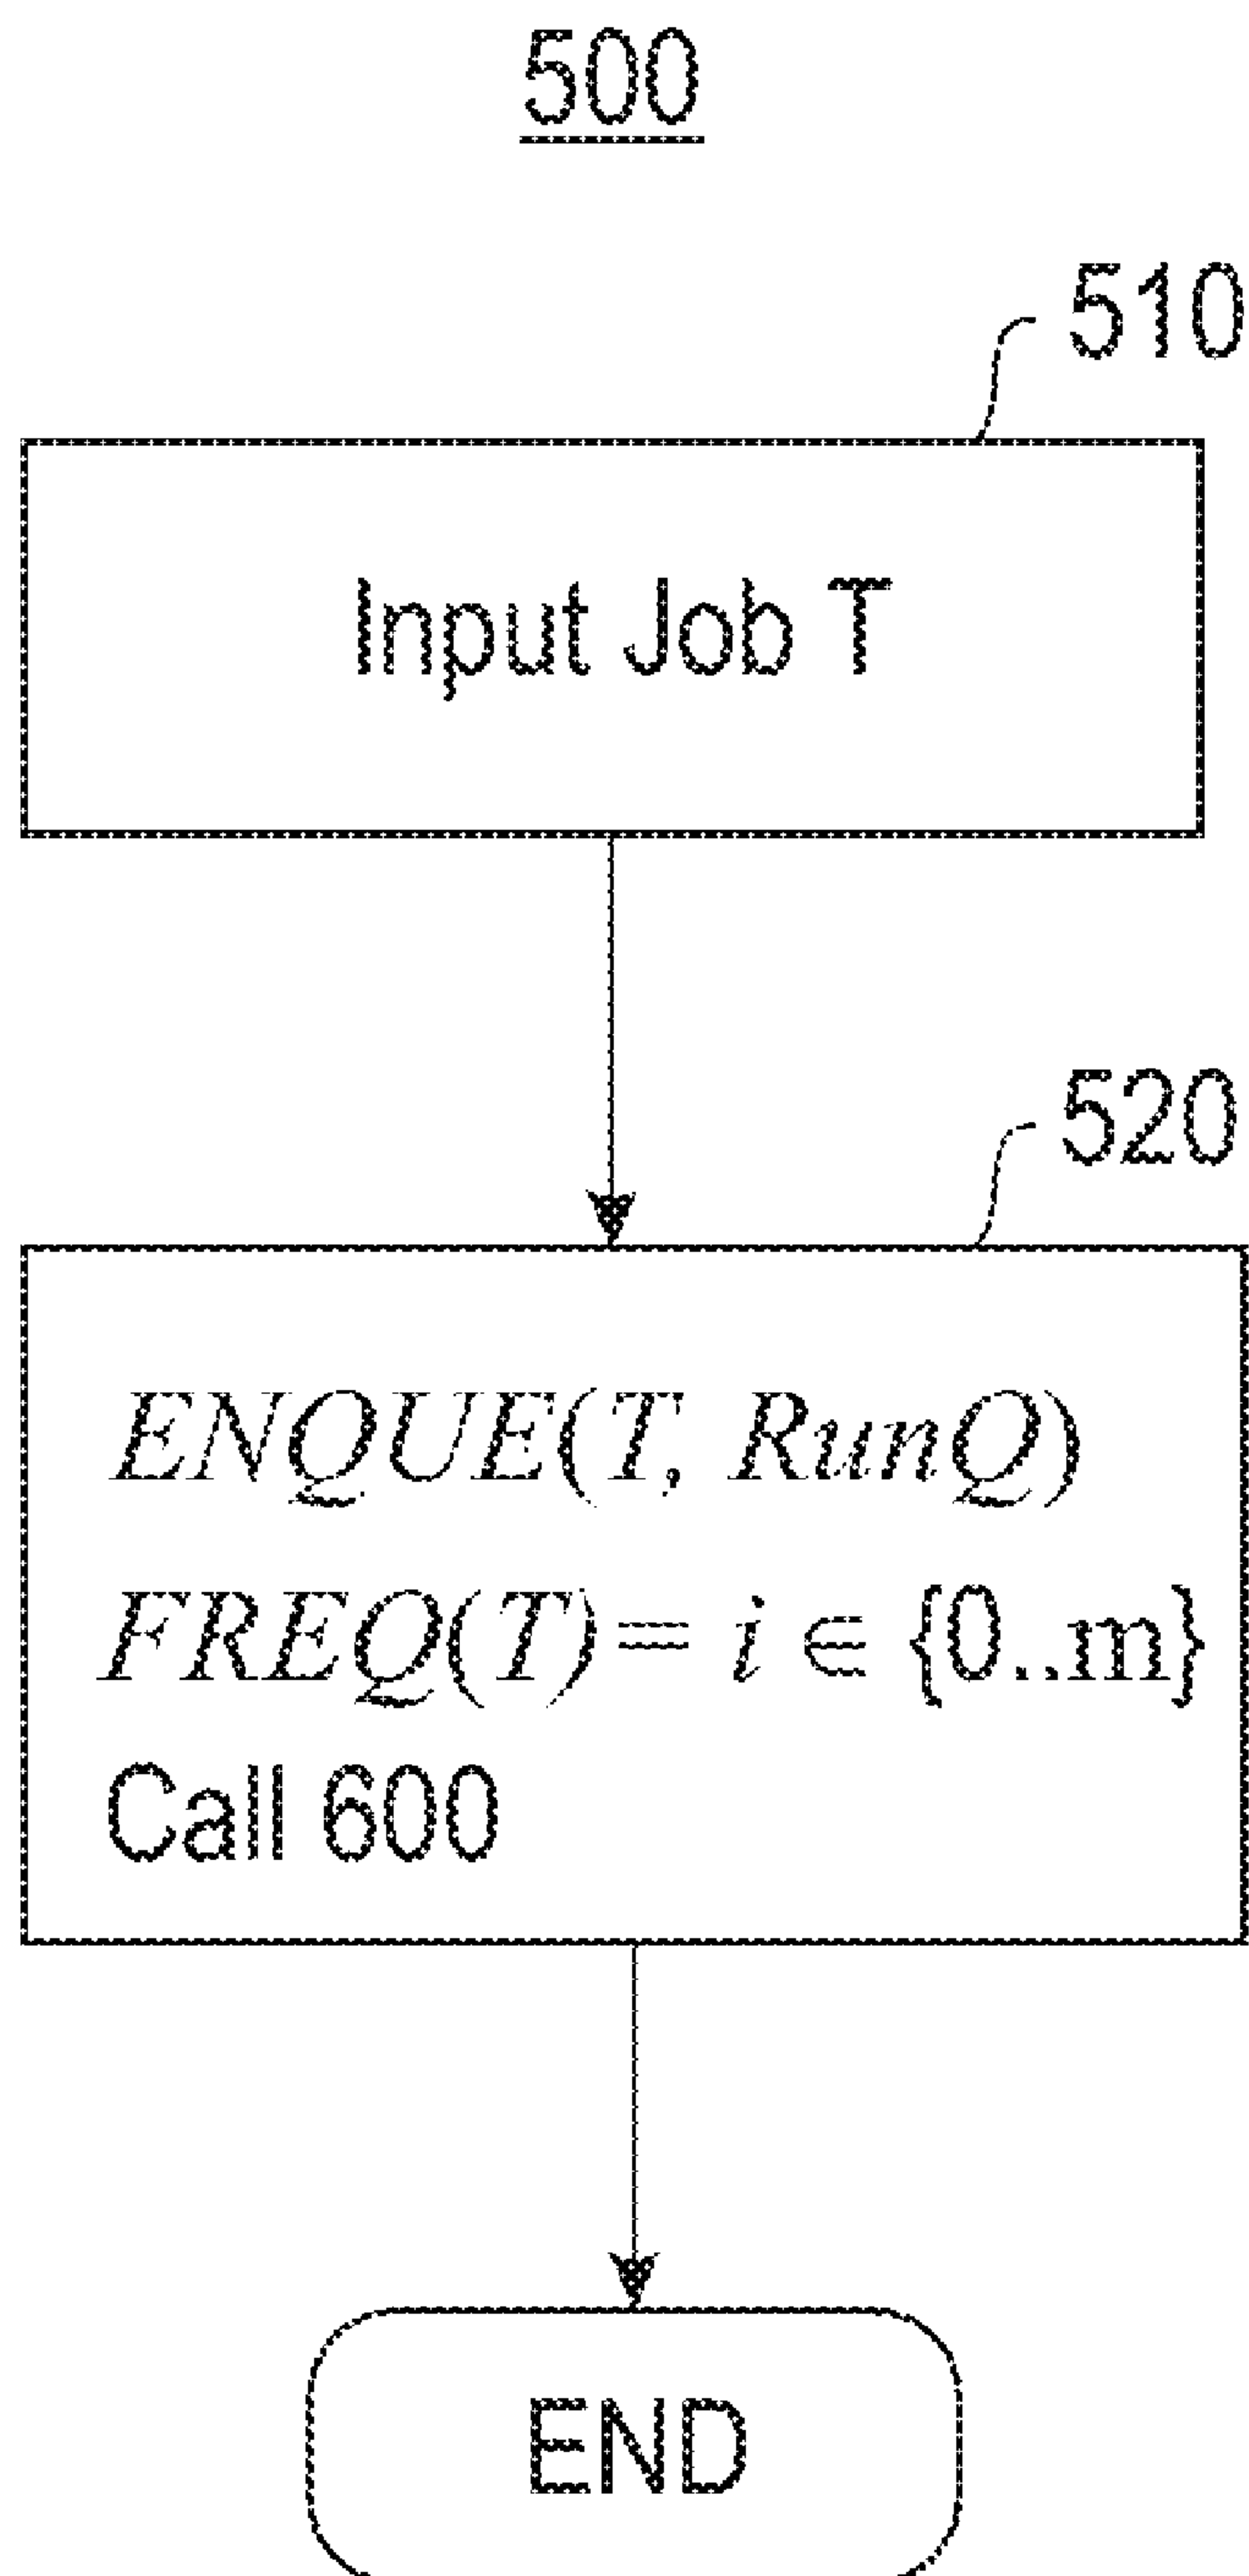 500
510
Input Job T
520
ENQUE(T, RunQ)
FREQ(T) = i ∈ {0..m}
Call 600
END